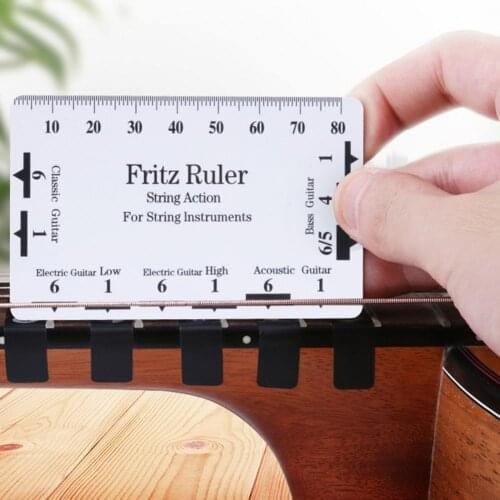 10 20 30 40 50 60 70 80
Fritz Ruler
String Action
For String Instruments
6 1
Classic Guitar
1 4 6/5
Bass Guitar
Electric Guitar Low Electric Guitar High Acoustic Guitar
6 1 6 1 6 1